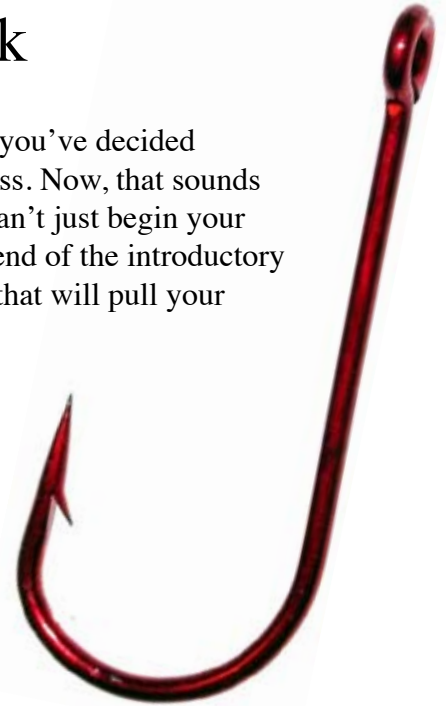 k
you’ve decided
ss. Now, that sounds
an’t just begin your
end of the introductory
that will pull your